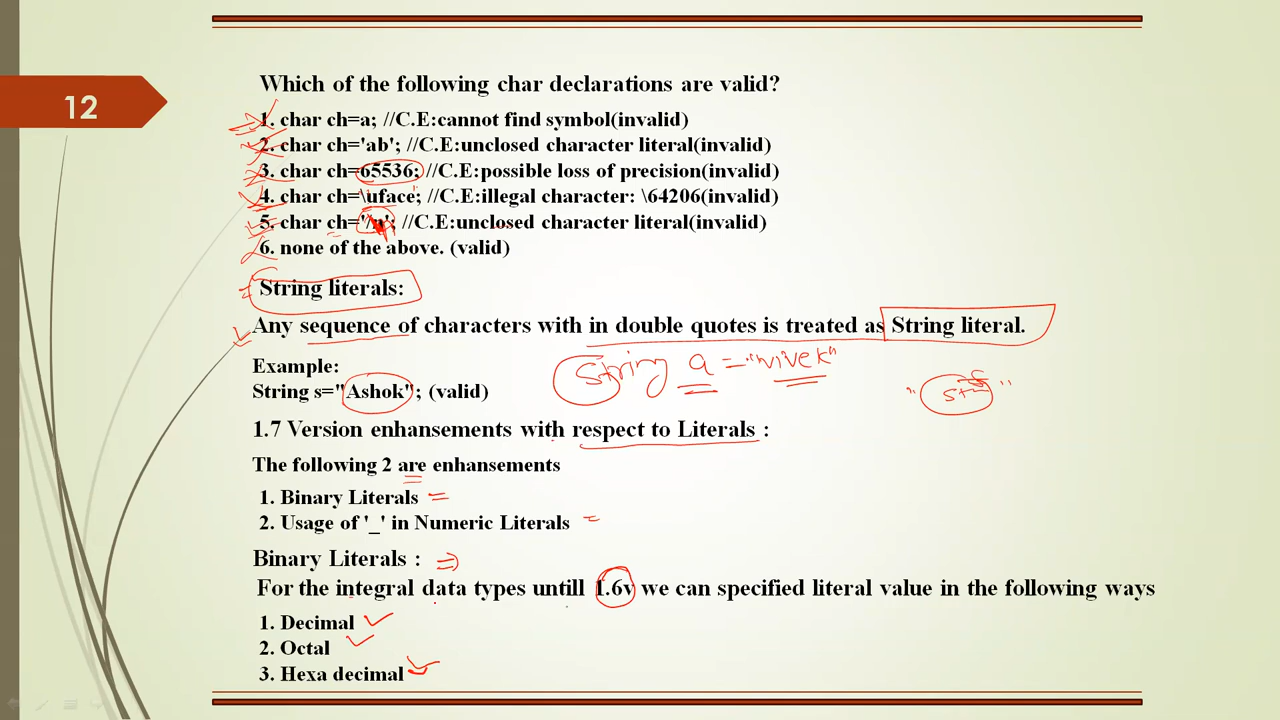 12
Which of the following char declarations are valid?
1. char ch=a; //C.E:cannot find symbol(invalid)
2. char ch='ab'; //C.E:unclosed character literal(invalid)
3. char ch=65536; //C.E:possible loss of precision(invalid)
4. char ch=\uface; //C.E:illegal character: \64206(invalid)
5. char ch='/n'; //C.E:unclosed character literal(invalid)
6. none of the above. (valid)
String literals:
Any sequence of characters with in double quotes is treated as String literal.
Example:
String a = "vivek"
String s="Ashok"; (valid)
1.7 Version enhansements with respect to Literals :
The following 2 are enhansements
1. Binary Literals
2. Usage of '_' in Numeric Literals
Binary Literals :
For the integral data types untill 1.6v we can specified literal value in the following ways
1. Decimal
2. Octal
3. Hexa decimal